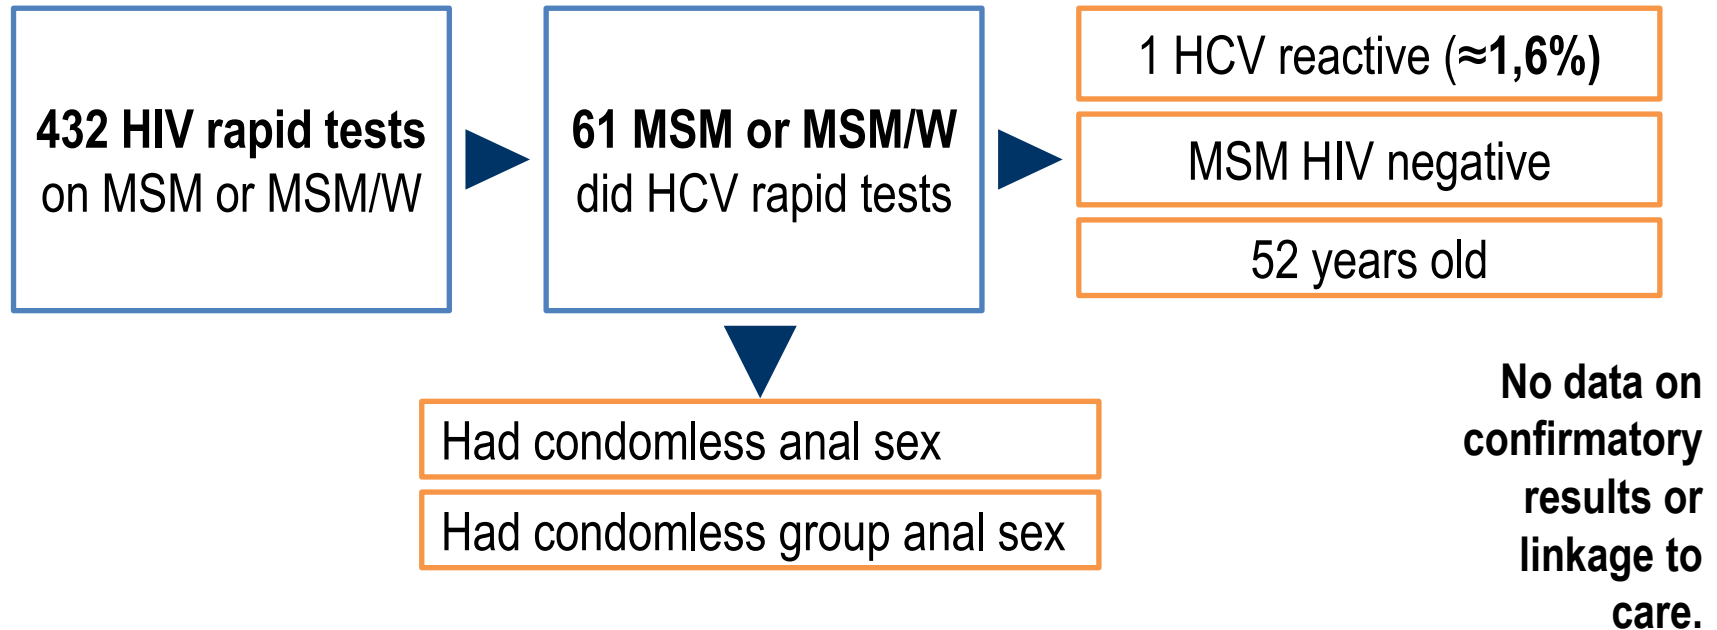 432 HIV rapid tests
on MSM or MSM/W
61 MSM or MSM/W
did HCV rapid tests
1 HCV reactive (≈1,6%)
MSM HIV negative
52 years old
Had condomless anal sex
Had condomless group anal sex
No data on
confirmatory
results or
linkage to
care.